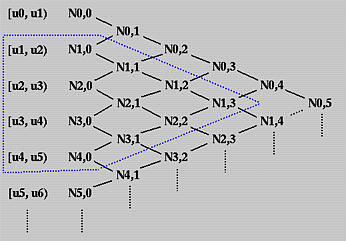 [u0, u1) N0,0
N0,1
[u1, u2) N1,0 N0,2
N1,1 N0,3
[u2, u3) N2,0 N1,2 N0,4
N2,1 N1,3 N0,5
[u3, u4) N3,0 N2,2 N1,4
N3,1 N2,3
[u4, u5) N4,0 N3,2
N4,1
[u5, u6) N5,0